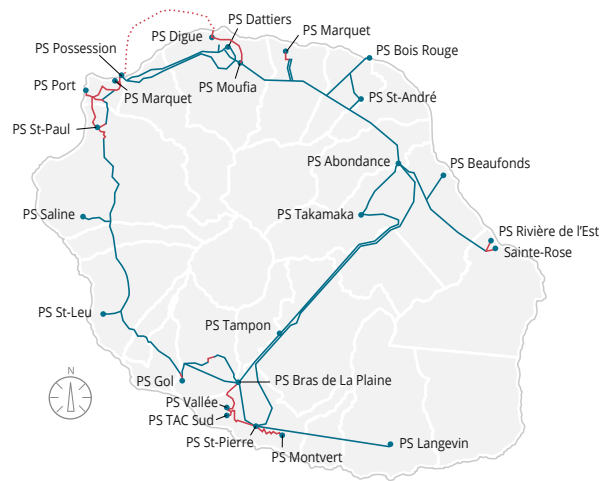 PS Dattiers
PS Digue
PS Marquet
PS Possession
PS Bois Rouge
PS Port
PS Marquet
PS Moufia
PS St-André
PS St-Paul
PS Abondance
PS Beaufonds
PS Saline
PS Takamaka
PS Rivière de l'Est
Sainte-Rose
PS St-Leu
PS Tampon
N
PS Gol
PS Bras de La Plaine
PS Vallée
PS TAC Sud
PS St-Pierre
PS Langevin
PS Montvert